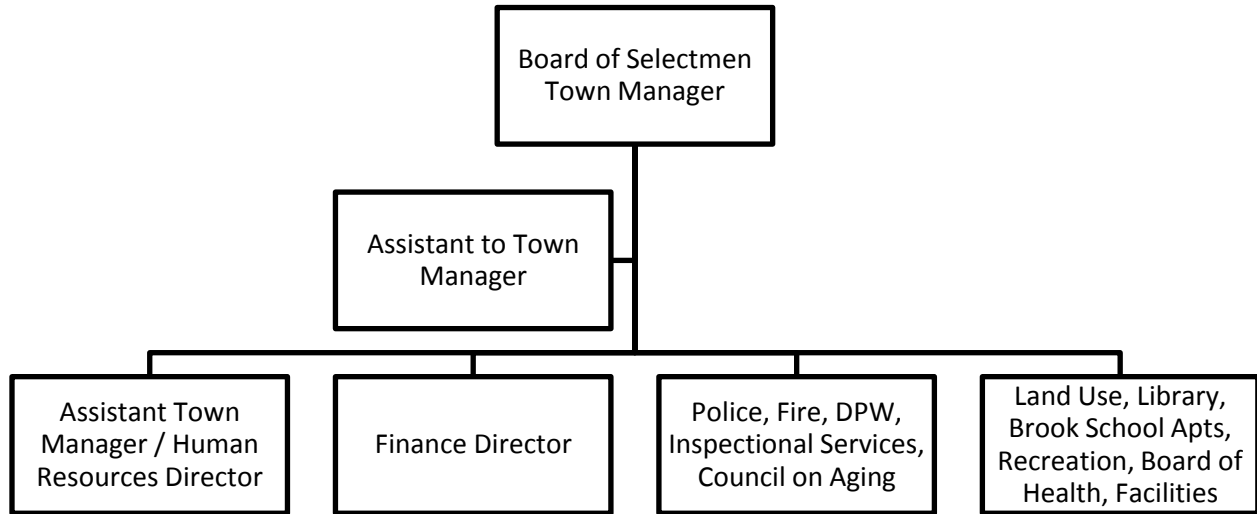 Board of Selectmen
Town Manager
Assistant to Town
Manager
Assistant Town
Manager / Human
Resources Director
Finance Director
Police, Fire, DPW,
Inspectional Services,
Council on Aging
Land Use, Library,
Brook School Apts,
Recreation, Board of
Health, Facilities